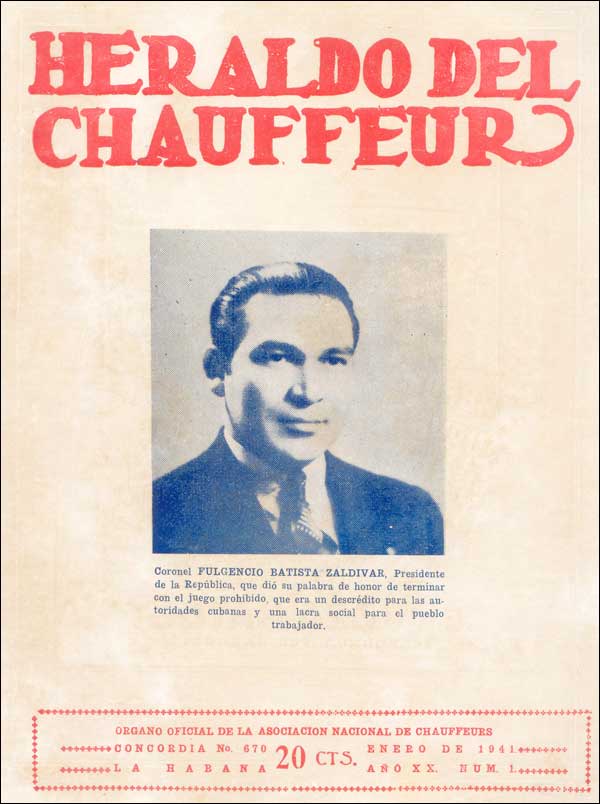 HERALDO DEL
CHAUFFEUR
Coronel FULGENCIO BATISTA ZALDIVAR, Presidente
de la República, que dió su palabra de honor de terminar
con el juego prohibido, que era un descrédito para las au-
toridades cubanas y una lacra social para el pueblo
trabajador.
ORGANO OFICIAL DE LA ASOCIACION NACIONAL DE CHAUFFEURS
CONCORDIA No. 670 20 CTS. ENERO DE 1941
LA HABANA AÑO XX. NUM. 1